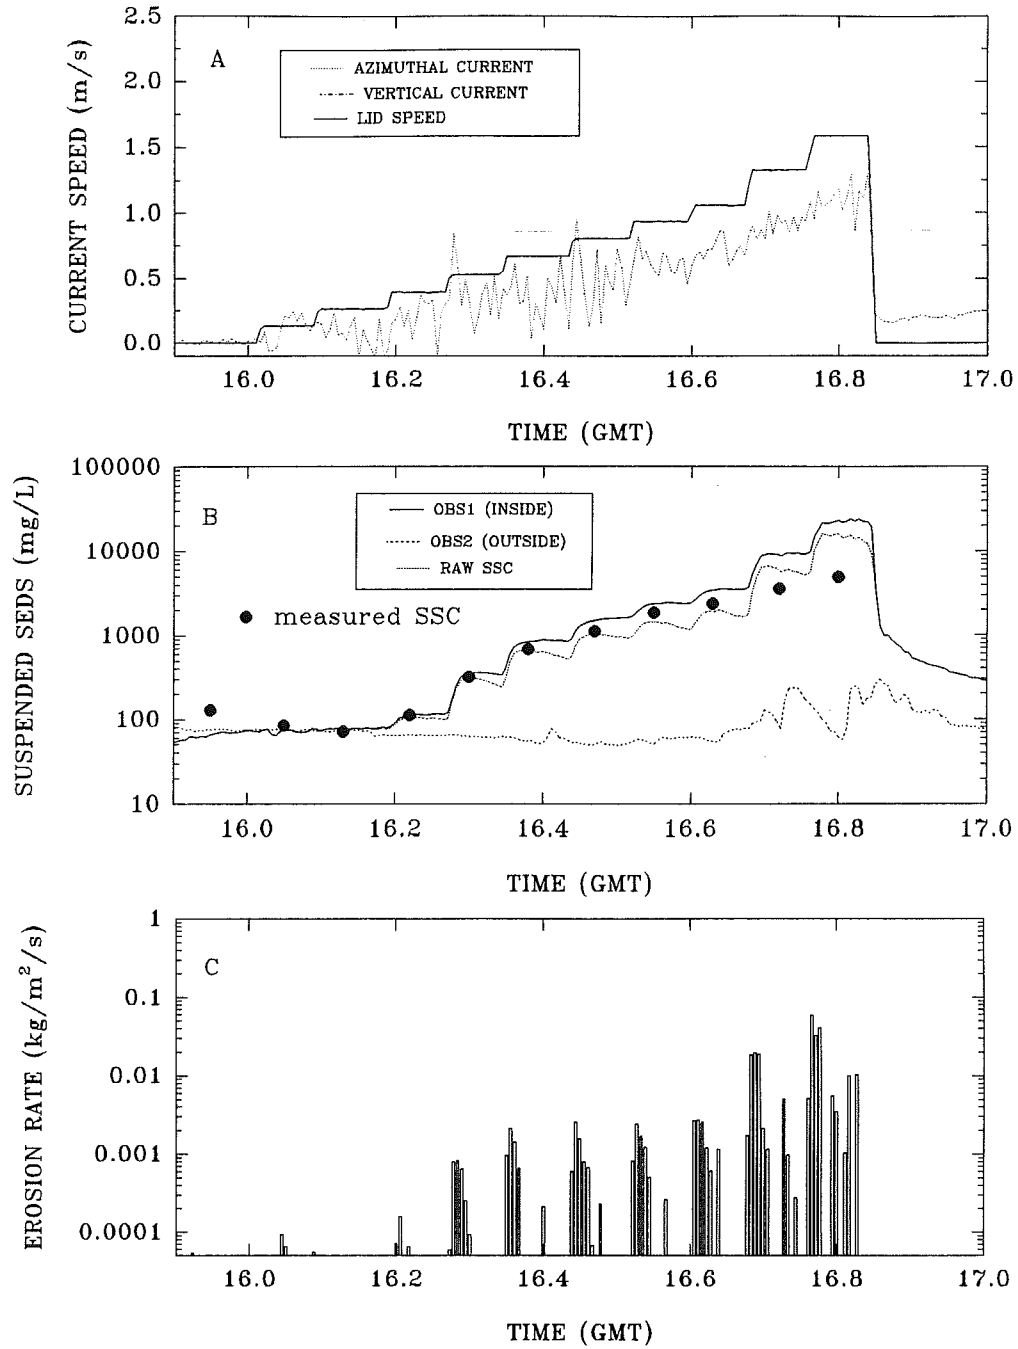 2.5
2.0
1.5
1.0
0.5
0.0
CURRENT SPEED (m/s)
A
AZIMUTHAL CURRENT
VERTICAL CURRENT
LID SPEED
16.0 16.2 16.4 16.6 16.8 17.0
TIME (GMT)
100000
10000
1000
100
10
SUSPENDED SEDS (mg/L)
B
OBS1 (INSIDE)
OBS2 (OUTSIDE)
RAW SSC
measured SSC
16.0 16.2 16.4 16.6 16.8 17.0
TIME (GMT)
1
0.1
0.01
0.001
0.0001
EROSION RATE (kg/m²/s)
C
16.0 16.2 16.4 16.6 16.8 17.0
TIME (GMT)